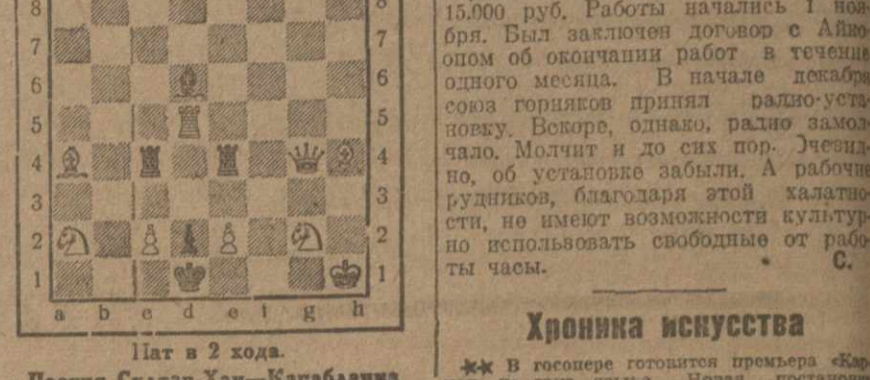 8
7
6
5
4
3
2
1
8
7
6
5
4
3
2
1
a b c d e f g h
Пат в 2 хода.
15.000 руб. Работы начались 1 ноя-
бря. Был заключен договор с Айко-
опом об окончании работ в течение
одного месяца. В начале декабря
союз горняков принял радио-уста-
новку. Вскоре, однако, радио замол-
чало. Молчит и до сих пор. Очевид-
но, об установке забыли. А рабочие
рудников, благодаря этой халатно-
сти, не имеют возможности культур-
но использовать свободные от рабо-
ты часы.
С.
Хроника искусства
★★ В госопере готовится премьера «Кар-